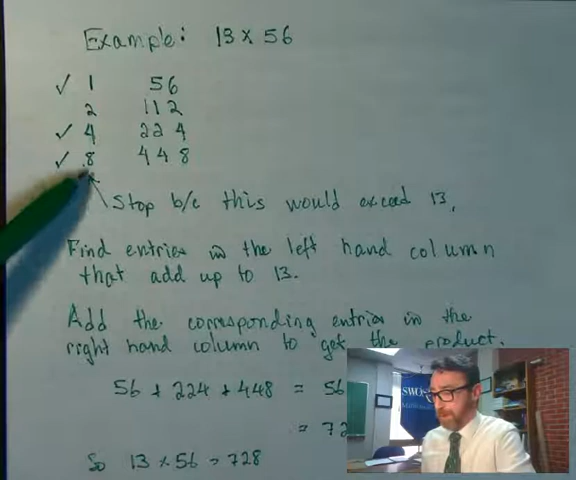 Example: 13 x 56
✓ 1 56
2 112
✓ 4 224
✓ 8 448
Stop b/c this would exceed 13.
Find entries in the left hand column
that add up to 13.
Add the corresponding entries in the
right hand column to get the product.
56 + 224 + 448 = 56
= 72
So 13 x 56 = 728
SWO